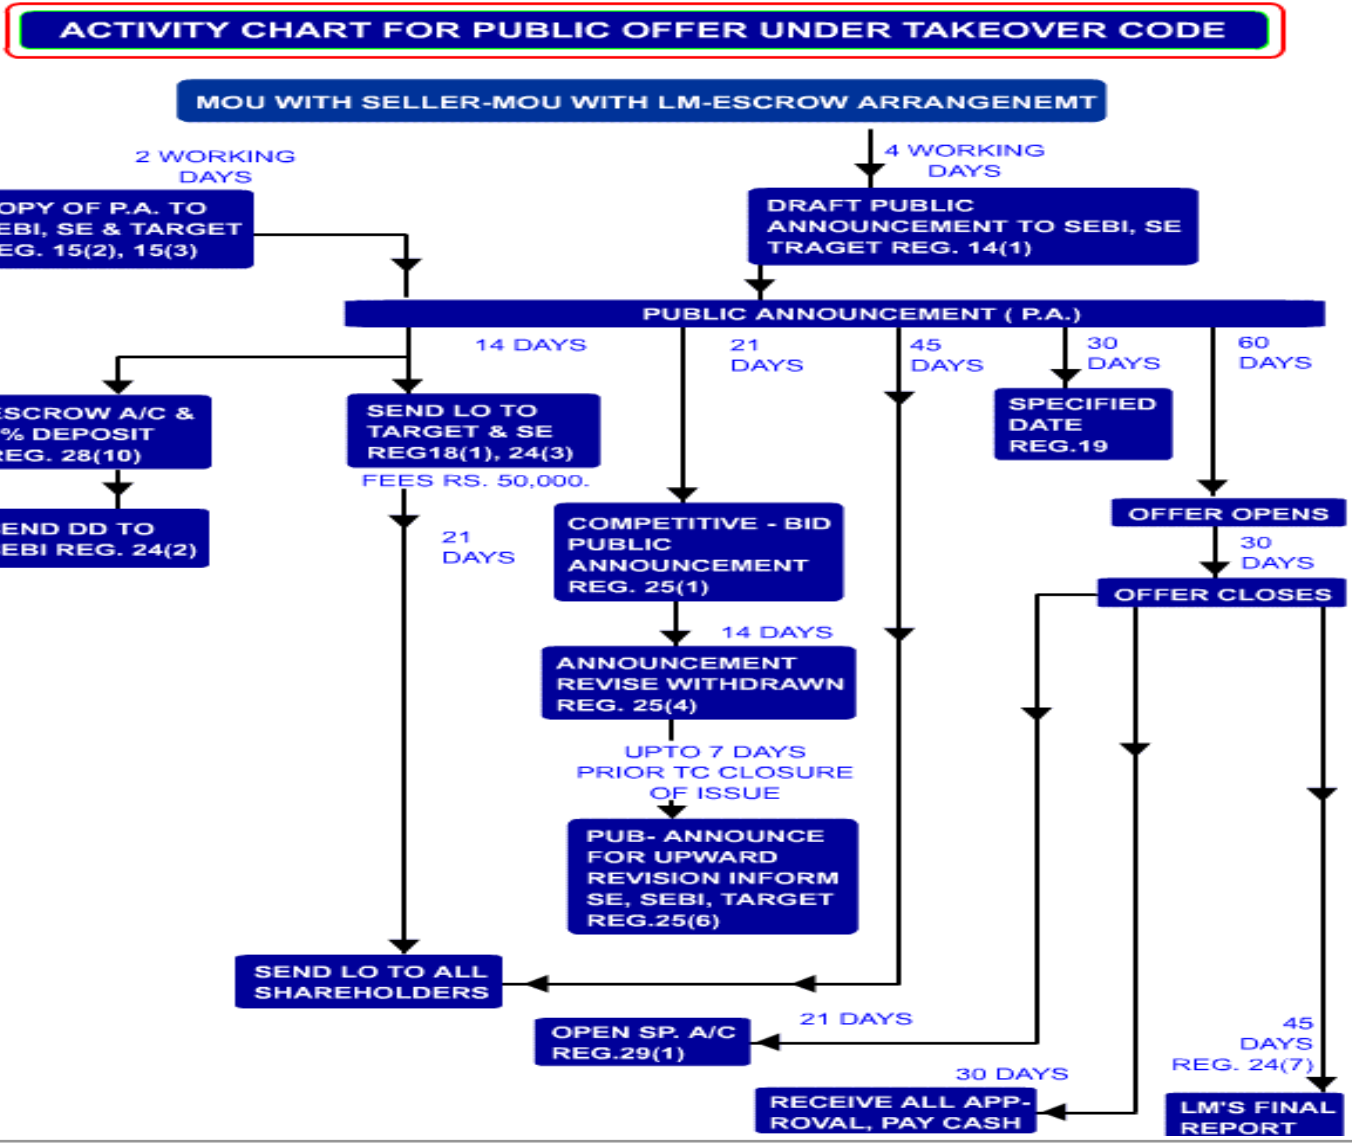 ACTIVITY CHART FOR PUBLIC OFFER UNDER TAKEOVER CODE
MOU WITH SELLER-MOU WITH LM-ESCROW ARRANGENEMT
2 WORKING
DAYS
4 WORKING
DAYS
OPY OF P.A. TO
EBI, SE & TARGET
EG. 15(2), 15(3)
DRAFT PUBLIC
ANNOUNCEMENT TO SEBI, SE
TRAGET REG. 14(1)
PUBLIC ANNOUNCEMENT ( P.A.)
14 DAYS
21
DAYS
45
DAYS
30
DAYS
60
DAYS
ESCROW A/C &
% DEPOSIT
REG. 28(10)
SEND LO TO
TARGET & SE
REG18(1), 24(3)
FEES RS. 50,000.
SPECIFIED
DATE
REG.19
END DD TO
EBI REG. 24(2)
21
DAYS
COMPETITIVE - BID
PUBLIC
ANNOUNCEMENT
REG. 25(1)
OFFER OPENS
30
DAYS
OFFER CLOSES
14 DAYS
ANNOUNCEMENT
REVISE WITHDRAWN
REG. 25(4)
UPTO 7 DAYS
PRIOR TC CLOSURE
OF ISSUE
PUB- ANNOUNCE
FOR UPWARD
REVISION INFORM
SE, SEBI, TARGET
REG.25(6)
SEND LO TO ALL
SHAREHOLDERS
21 DAYS
OPEN SP. A/C
REG.29(1)
45
DAYS
REG. 24(7)
30 DAYS
RECEIVE ALL APP-
ROVAL, PAY CASH
LM'S FINAL
REPORT